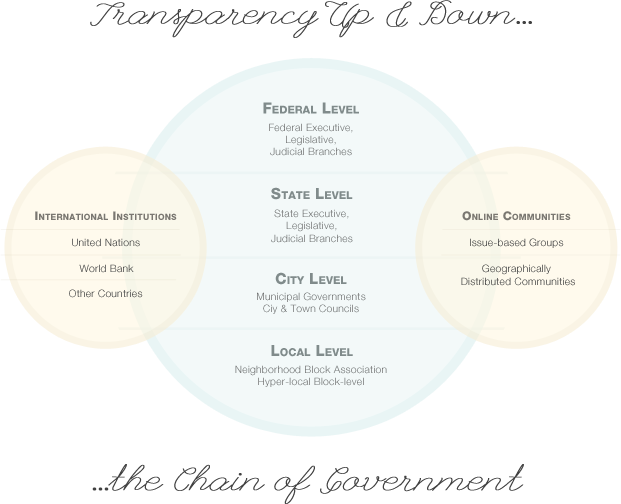 Transparency Up & Down...
Federal Level
Federal Executive,
Legislative,
Judicial Branches
State Level
State Executive,
Legislative,
Judicial Branches
City Level
Municipal Governments
Ciy & Town Councils
Local Level
Neighborhood Block Association
Hyper-local Block-level
International Institutions
United Nations
World Bank
Other Countries
Online Communities
Issue-based Groups
Geographically
Distributed Communities
...the Chain of Government